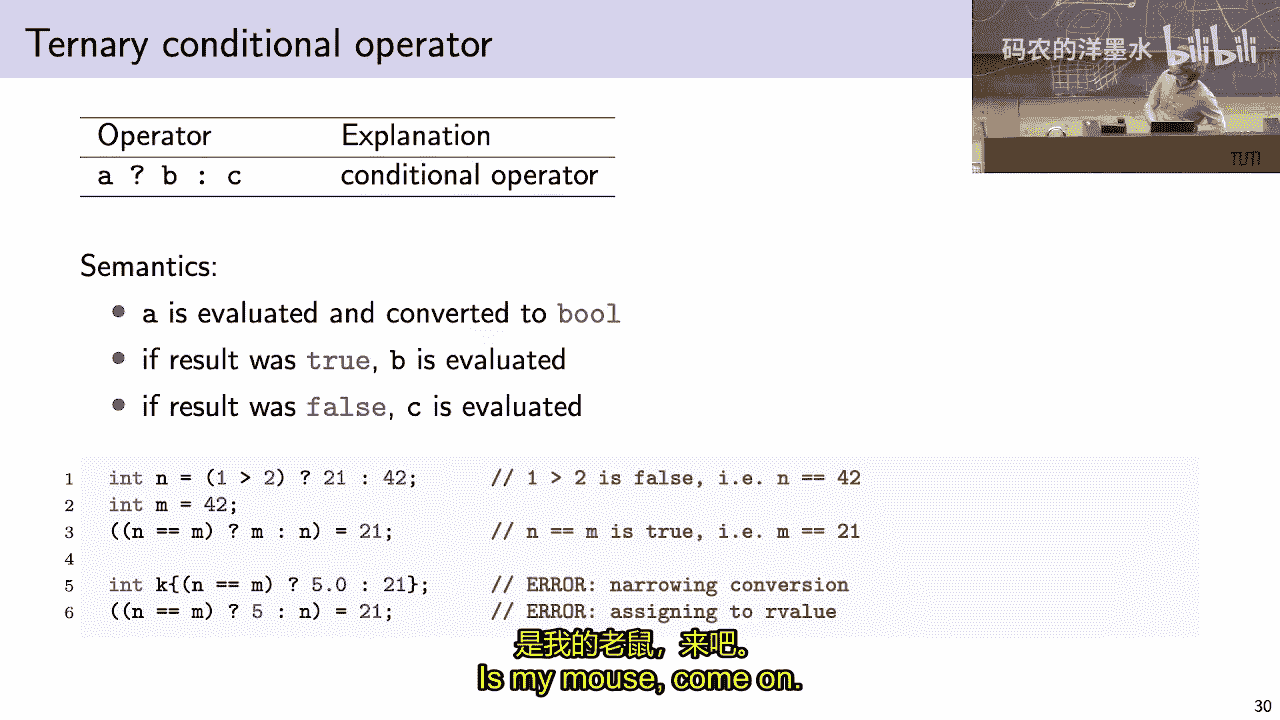 Ternary conditional operator
码农的洋墨水 bilibili
TUM
Operator Explanation
a ? b : c conditional operator
Semantics:
• a is evaluated and converted to bool
• if result was true, b is evaluated
• if result was false, c is evaluated
1 int n = (1 > 2) ? 21 : 42; // 1 > 2 is false, i.e. n == 42
2 int m = 42;
3 ((n == m) ? m : n) = 21; // n == m is true, i.e. m == 21
4
5 int k{(n == m) ? 5.0 : 21}; // ERROR: narrowing conversion
6 ((n == m) ? 5 : n) = 21; // ERROR: assigning to rvalue
是我的老鼠，来吧。
Is my mouse, come on.
30